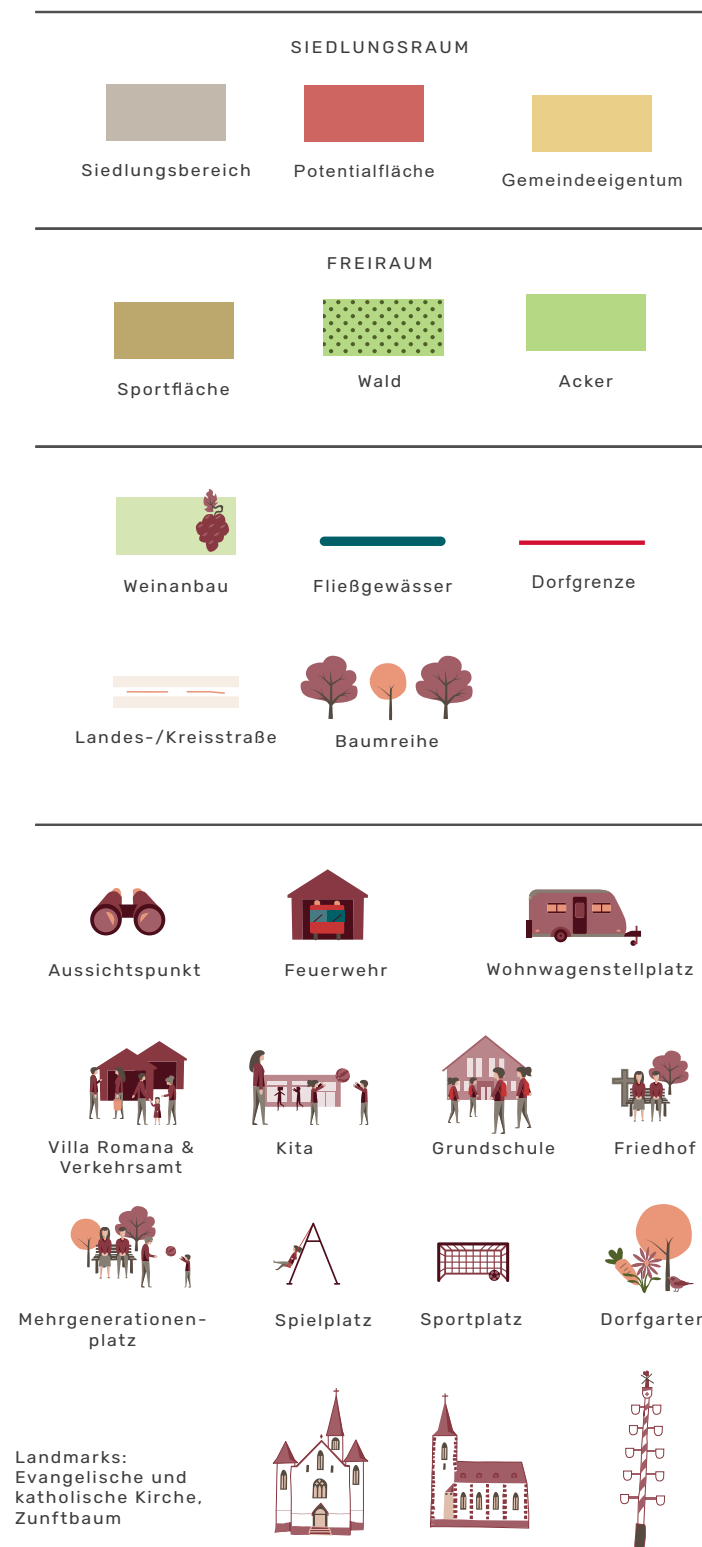 SIEDLUNGSRAUM
Siedlungsbereich
Potentialfläche
Gemeindeeigentum
FREIRAUM
Sportfläche
Wald
Acker
Weinanbau
Fließgewässer
Dorfgrenze
Landes-/Kreisstraße
Baumreihe
Aussichtspunkt
Feuerwehr
Wohnwagenstellplatz
Villa Romana &
Verkehrsamt
Kita
Grundschule
Friedhof
Mehrgenerationen-
platz
Spielplatz
Sportplatz
Dorfgarten
Landmarks:
Evangelische und
katholische Kirche,
Zunftbaum